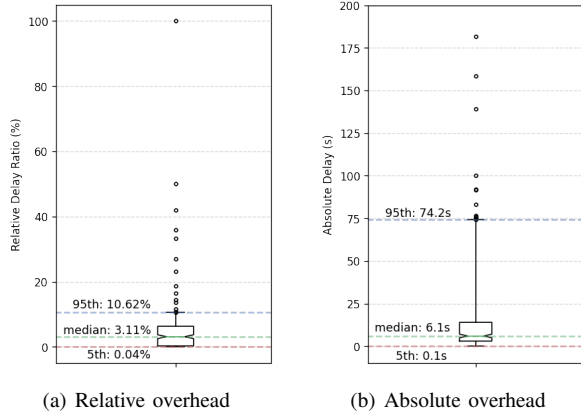 100
80
60
40
20
0
Relative Delay Ratio (%)
95th: 10.62%
median: 3.11%
5th: 0.04%
(a) Relative overhead
200
175
150
125
100
75
50
25
0
Absolute Delay (s)
95th: 74.2s
median: 6.1s
5th: 0.1s
(b) Absolute overhead